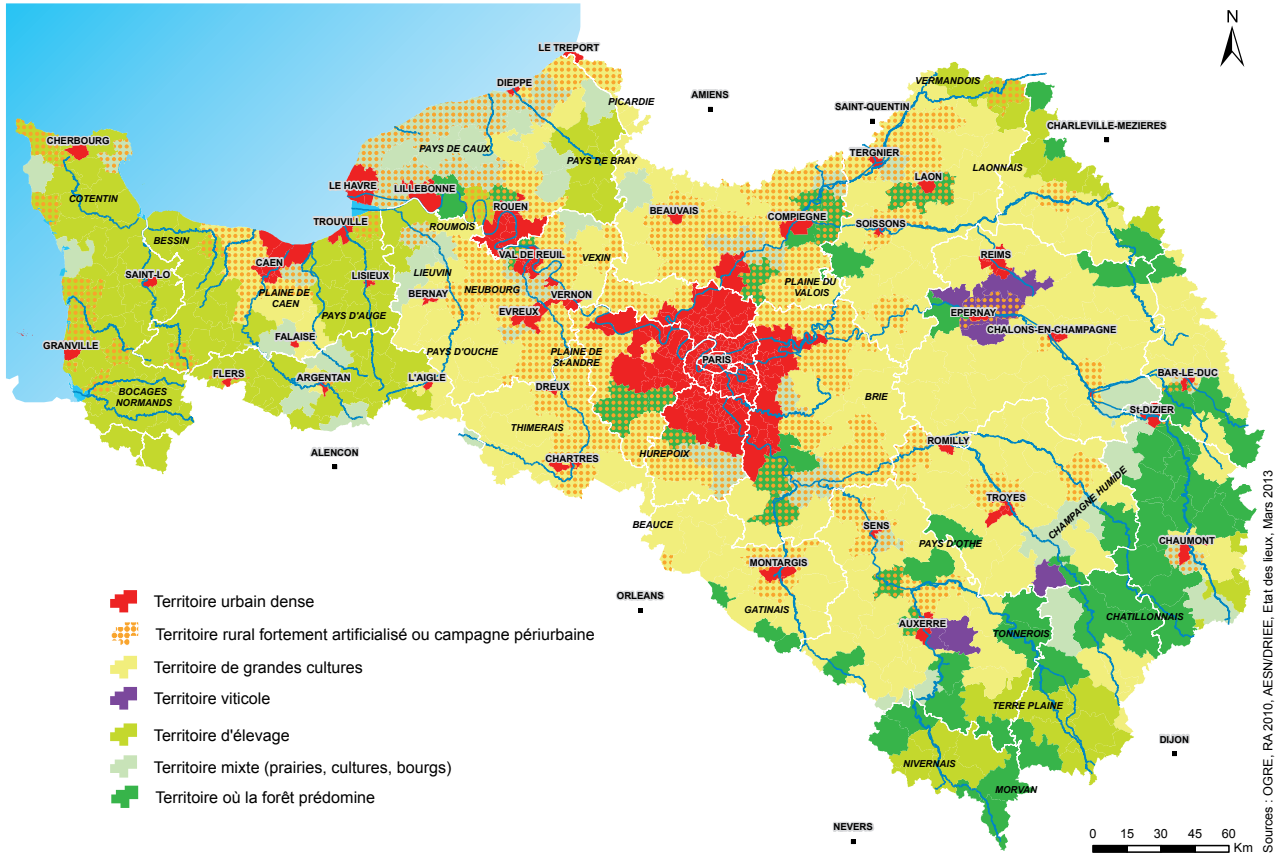 N
LE TREPORT
DIEPPE
PICARDIE
AMIENS
VERMANDOIS
SAINT-QUENTIN
CHARLEVILLE-MEZIERES
CHERBOURG
PAYS DE CAUX
PAYS DE BRAY
TERGNIER
LAON
LAONNAIS
COTENTIN
LE HAVRE
LILLEBONNE
ROUEN
BEAUVAIS
COMPIEGNE
SOISSONS
TROUVILLE
ROUMOIS
BESSIN
CAEN
VAL DE REUIL
VEXIN
REIMS
SAINT-LO
LISIEUX
LIEUVIN
PLAINE DU
VALOIS
PLAINE DE
CAEN
BERNAY
NEUBOURG
VERNON
EPERNAY
PAYS D'AUGE
EVREUX
CHALONS-EN-CHAMPAGNE
FALAISE
GRANVILLE
PAYS D'OUCHE
PLAINE DE
St-ANDRE
PARIS
FLERS
ARGENTAN
L'AIGLE
DREUX
BAR-LE-DUC
BOCAGES
NORMANDS
BRIE
St-DIZIER
THIMERAIS
ALENCON
CHARTRES
HUREPOIX
ROMILLY
TROYES
CHAMPAGNE HUMIDE
BEAUCE
SENS
PAYS D'OTHE
CHAUMONT
MONTARGIS
ORLEANS
GATINAIS
AUXERRE
TONNERROIS
CHATILLONNAIS
TERRE PLAINE
DIJON
NIVERNAIS
MORVAN
NEVERS
Territoire urbain dense
Territoire rural fortement artificialisé ou campagne périurbaine
Territoire de grandes cultures
Territoire viticole
Territoire d'élevage
Territoire mixte (prairies, cultures, bourgs)
Territoire où la forêt prédomine
0 15 30 45 60
Km
Sources : OGRE, RA 2010, AESN/DRIEE, Etat des lieux, Mars 2013